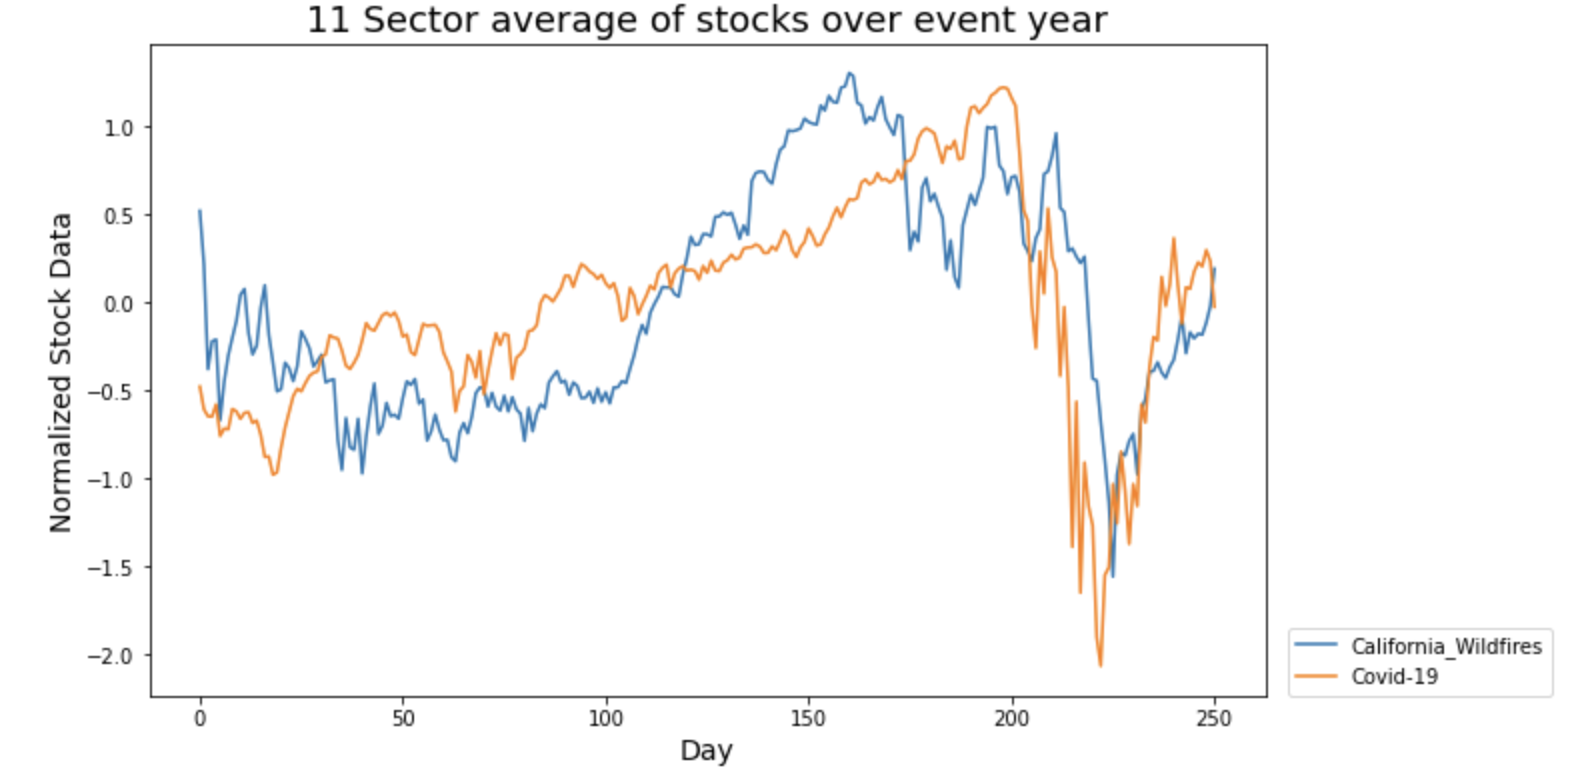 11 Sector average of stocks over event year
Normalized Stock Data
1.0
0.5
0.0
−0.5
−1.0
−1.5
−2.0
0 50 100 150 200 250
Day
California_Wildfires
Covid-19